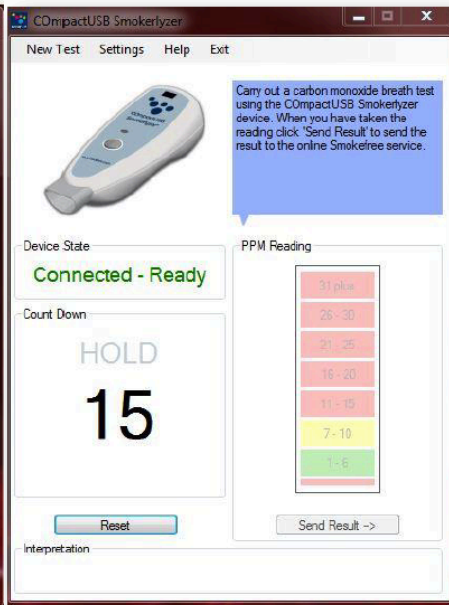 COmpactUSB Smokerlyzer
New Test Settings Help Exit
Carry out a carbon monoxide breath test
using the COmpactUSB Smokerlyzer
device. When you have taken the
reading click 'Send Result' to send the
result to the online Smokefree service.
Device State
Connected - Ready
Count Down
HOLD
15
Reset
PPM Reading
31 plus
26 - 30
21 - 25
16 - 20
11 - 15
7 - 10
1 - 6
Send Result ->
Interpretation